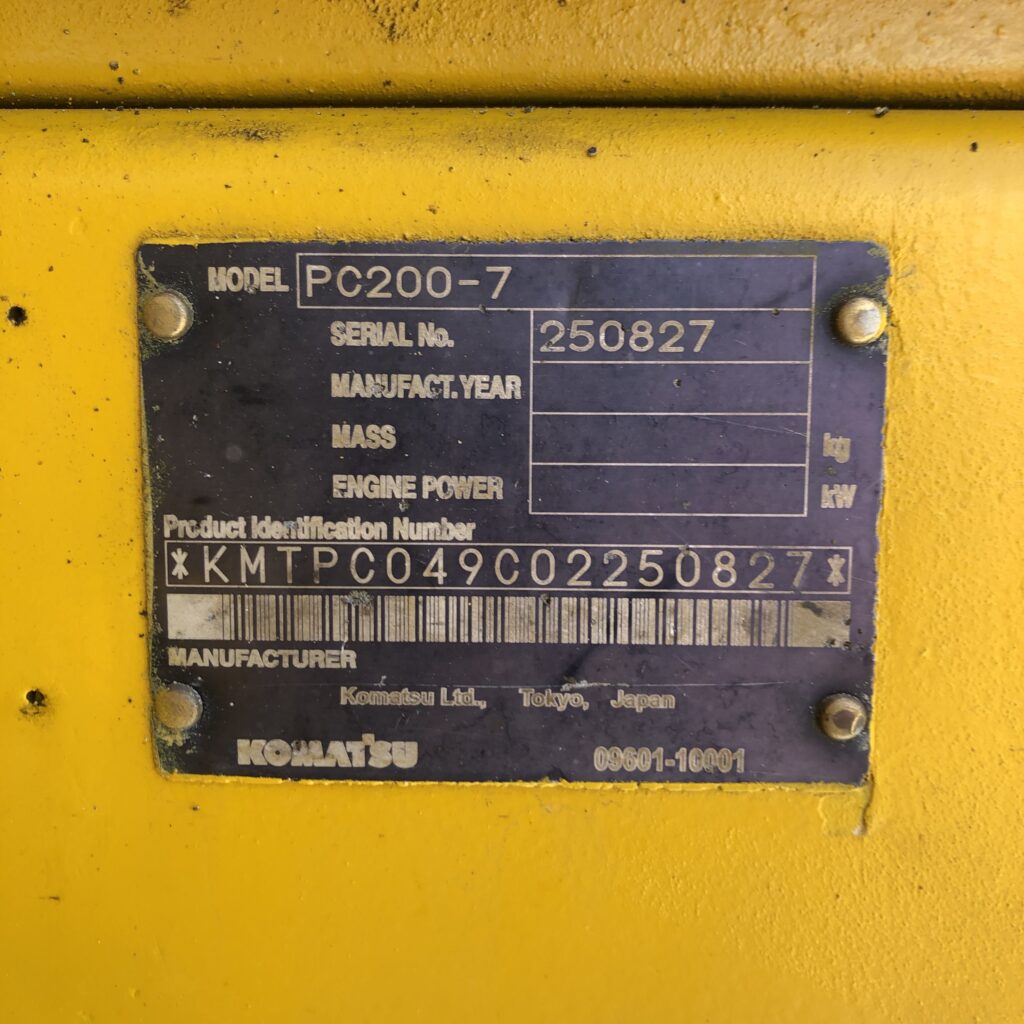 MODEL PC200-7
SERIAL No. 250827
MANUFACT.YEAR
MASS kg
ENGINE POWER kW
Product Identification Number
*KMTPC049C02250827*
MANUFACTURER
Komatsu Ltd., Tokyo, Japan
KOMATSU 09601-10001